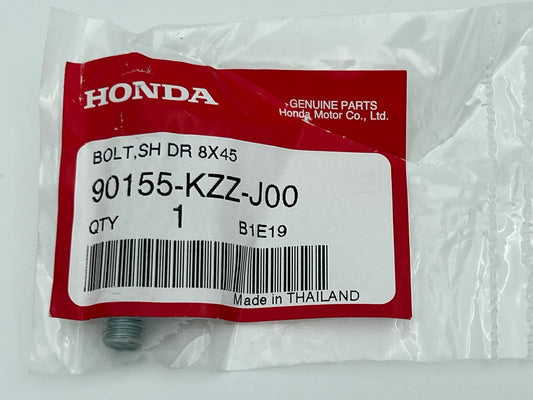 HONDA
GENUINE PARTS
Honda Motor Co., Ltd.
BOLT,SH DR 8X45
90155-KZZ-J00
QTY 1 B1E19
Made in THAILAND